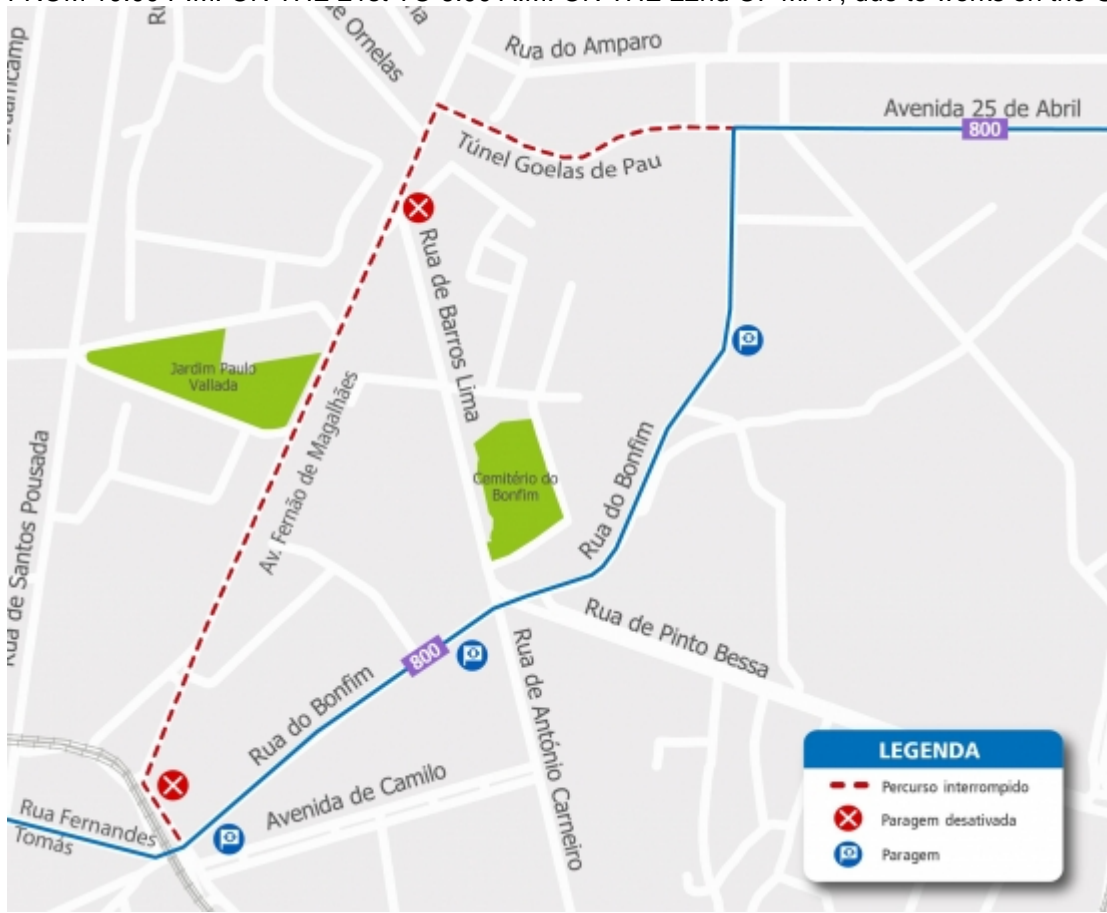 Rua do Amparo
Avenida 25 de Abril
800
Túnel Goelas de Pau
Rua de Barros Lima
Jardim Paulo
Vallada
Av. Fernão de Magalhães
Cemitério do
Bonfim
Rua do Bonfim
Rua de Santos Pousada
Rua de Pinto Bessa
800
Rua do Bonfim
Rua de António Carneiro
Avenida de Camilo
Rua Fernandes
Tomás
LEGENDA
Percurso interrompido
Paragem desativada
Paragem